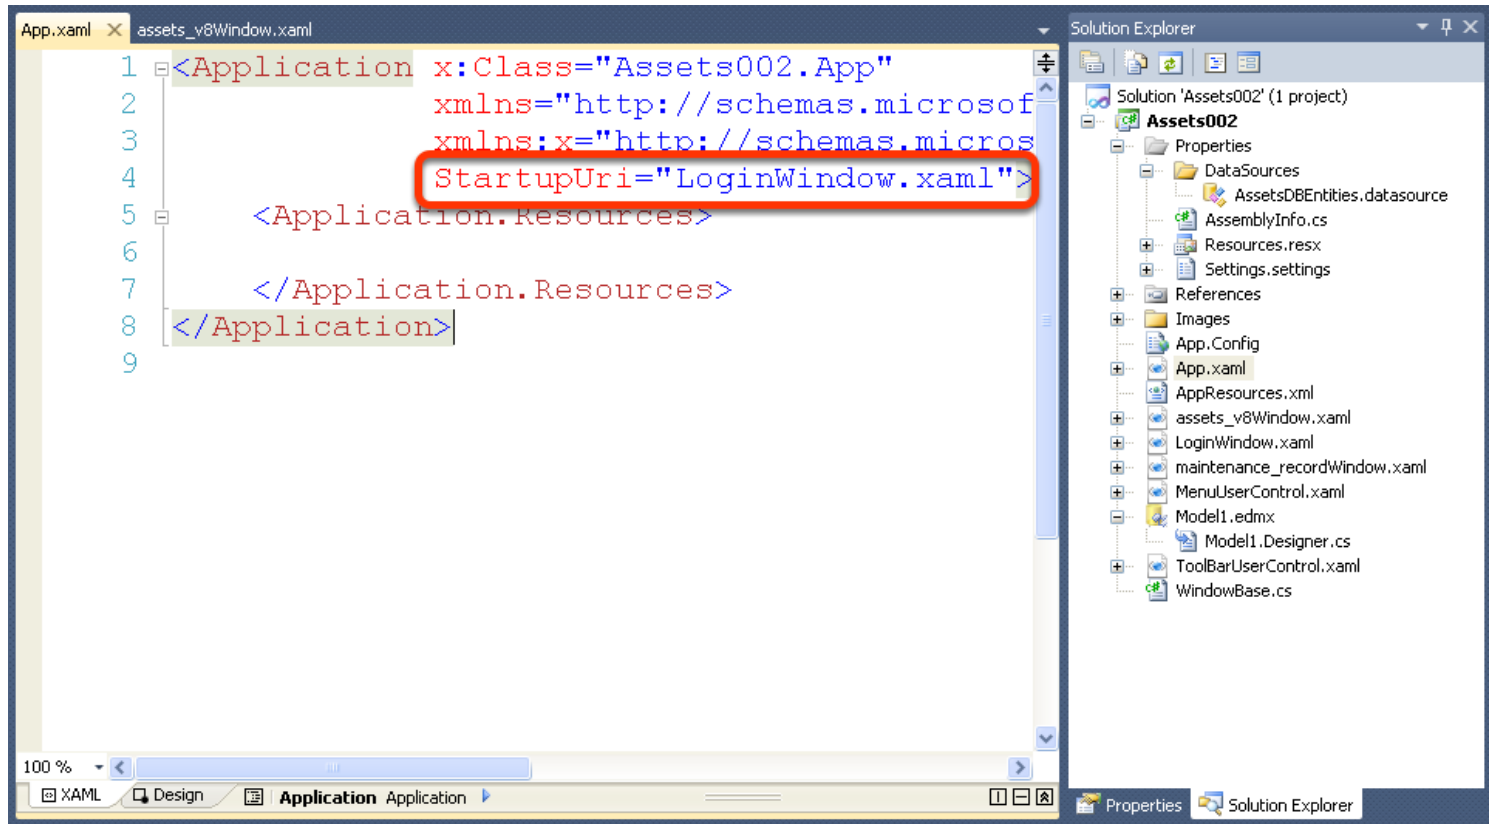 App.xaml
assets_v8Window.xaml
1 <Application x:Class="Assets002.App"
2 xmlns="http://schemas.microsof
3 xmlns:x="http://schemas.micros
4 StartupUri="LoginWindow.xaml">
5 <Application.Resources>
6
7 </Application.Resources>
8 </Application>
9
100 %
XAML Design Application Application
Solution Explorer
Solution 'Assets002' (1 project)
Assets002
Properties
DataSources
AssetsDBEntities.datasource
AssemblyInfo.cs
Resources.resx
Settings.settings
References
Images
App.Config
App.xaml
AppResources.xml
assets_v8Window.xaml
LoginWindow.xaml
maintenance_recordWindow.xaml
MenuUserControl.xaml
Model1.edmx
Model1.Designer.cs
ToolBarUserControl.xaml
WindowBase.cs
Properties Solution Explorer